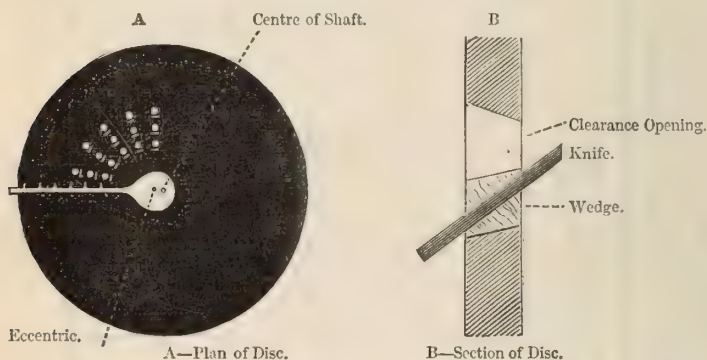 A
B
Centre of Shaft.
Clearance Opening.
Knife.
Wedge.
Eccentric.
A—Plan of Disc.
B—Section of Disc.